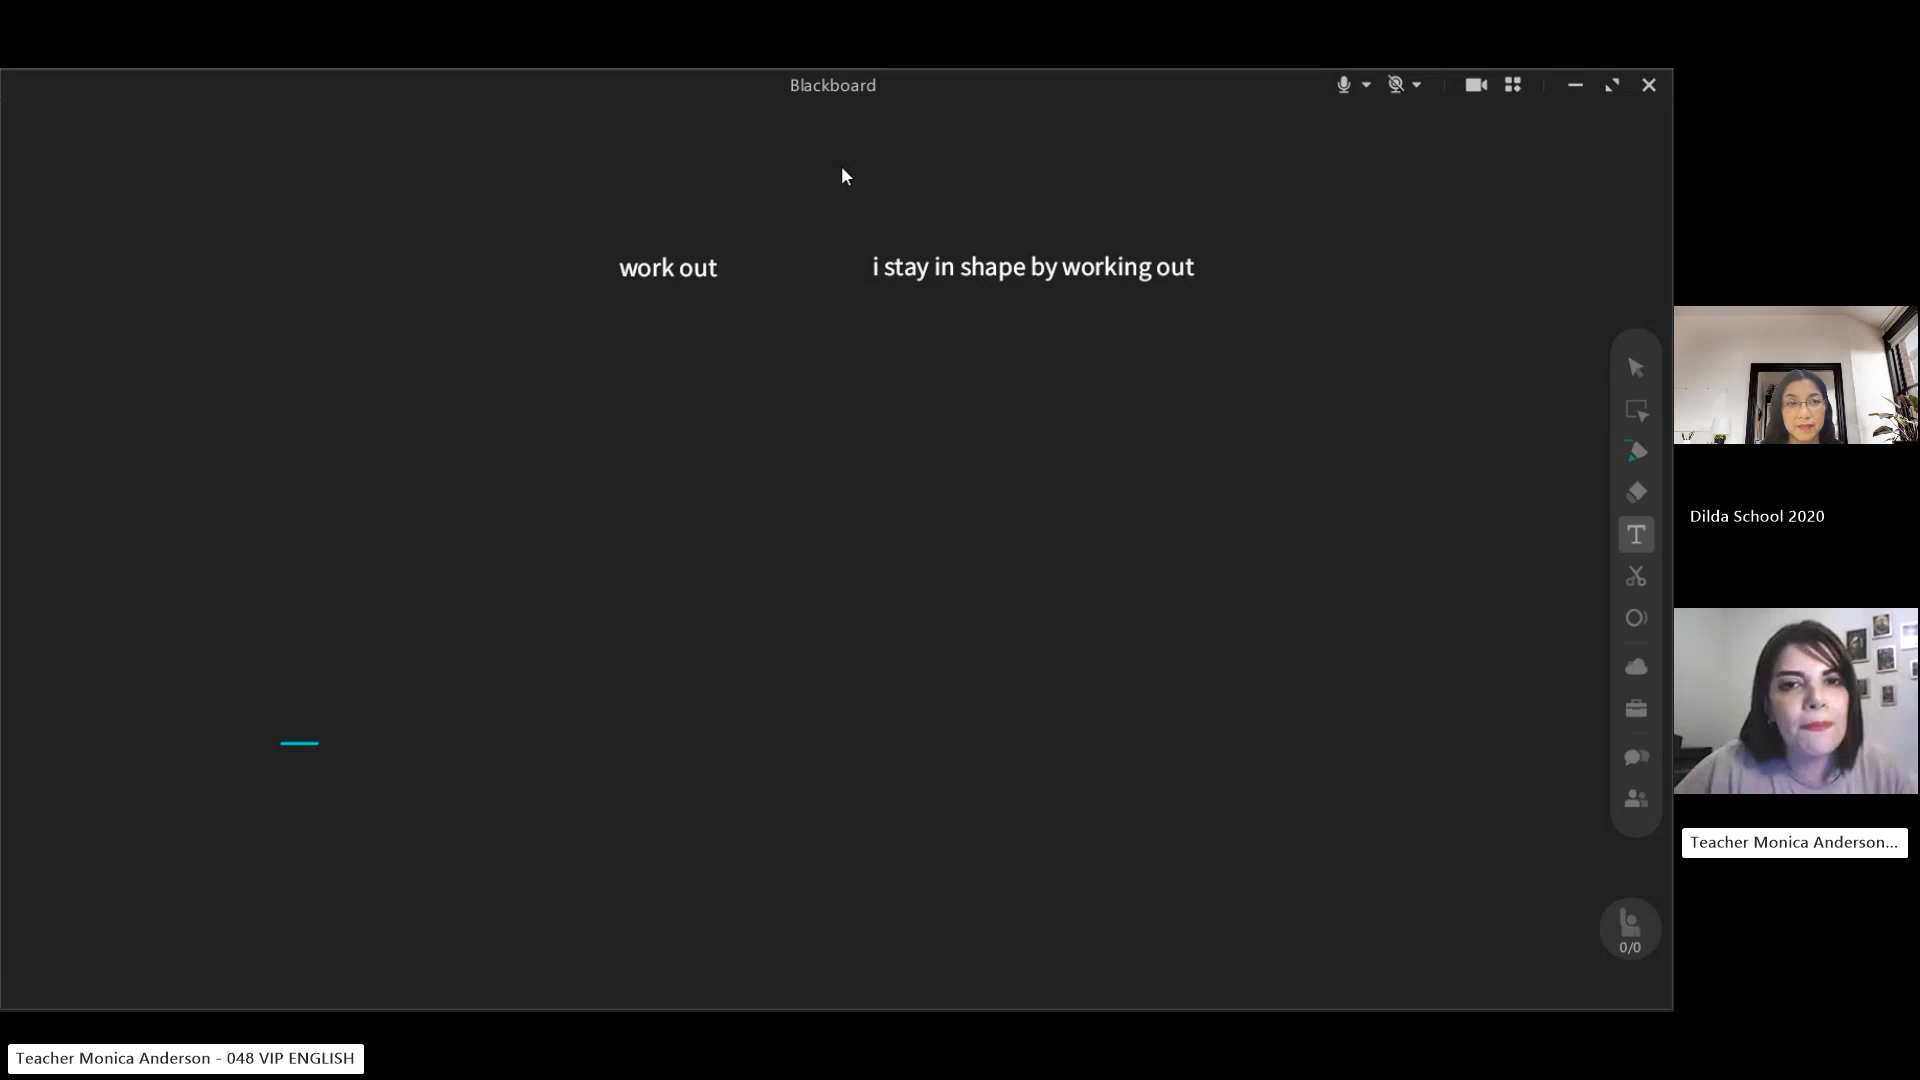 Blackboard
work out
i stay in shape by working out
Dilda School 2020
Teacher Monica Anderson...
0/0
Teacher Monica Anderson - 048 VIP ENGLISH